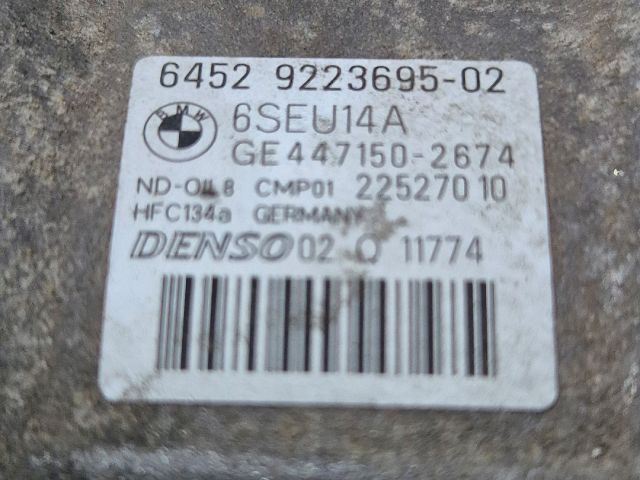 6452 9223695-02
BMW 6SEU14A
GE447150-2674
ND-OIL8 CMP01 22527010
HFC134a GERMANY
DENSO 02 Q 11774